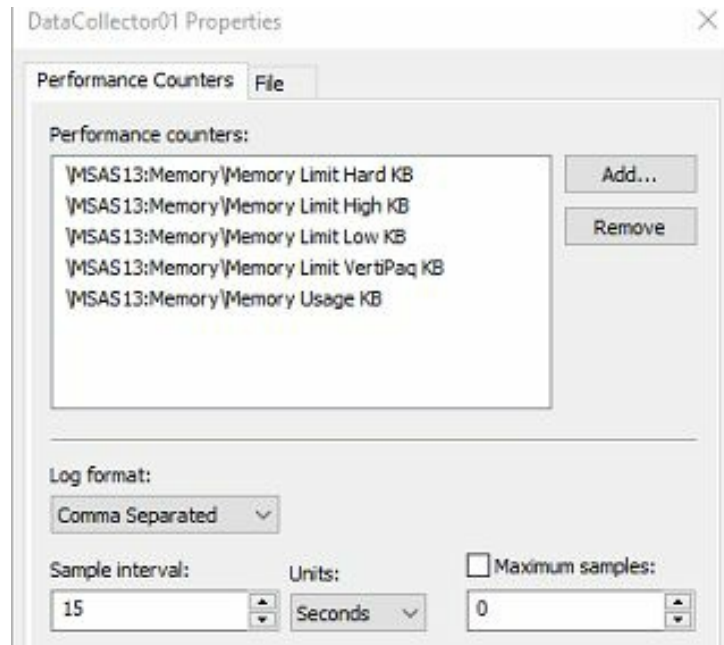 DataCollector01 Properties
Performance Counters File
Performance counters:
\MSAS13:Memory\Memory Limit Hard KB
\MSAS13:Memory\Memory Limit High KB
\MSAS13:Memory\Memory Limit Low KB
\MSAS13:Memory\Memory Limit VertiPaq KB
\MSAS13:Memory\Memory Usage KB
Add...
Remove
Log format:
Comma Separated
Sample interval: Units: Maximum samples:
15 Seconds 0